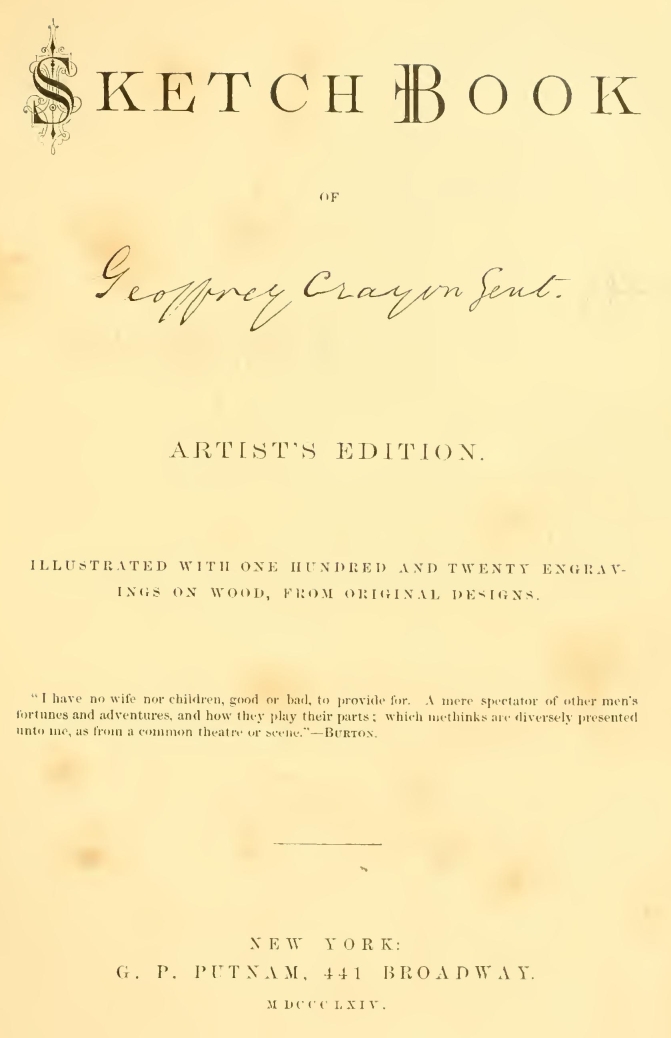 SKETCH BOOK
OF
Geoffrey Crayon Gent.
ARTIST'S EDITION.
ILLUSTRATED WITH ONE HUNDRED AND TWENTY ENGRAV-
INGS ON WOOD, FROM ORIGINAL DESIGNS.
"I have no wife nor children, good or bad, to provide for. A mere spectator of other men's
fortunes and adventures, and how they play their parts; which methinks are diversely presented
unto me, as from a common theatre or scene."—BURTON.
NEW YORK:
G. P. PUTNAM, 441 BROADWAY.
MDCCCLXIV.